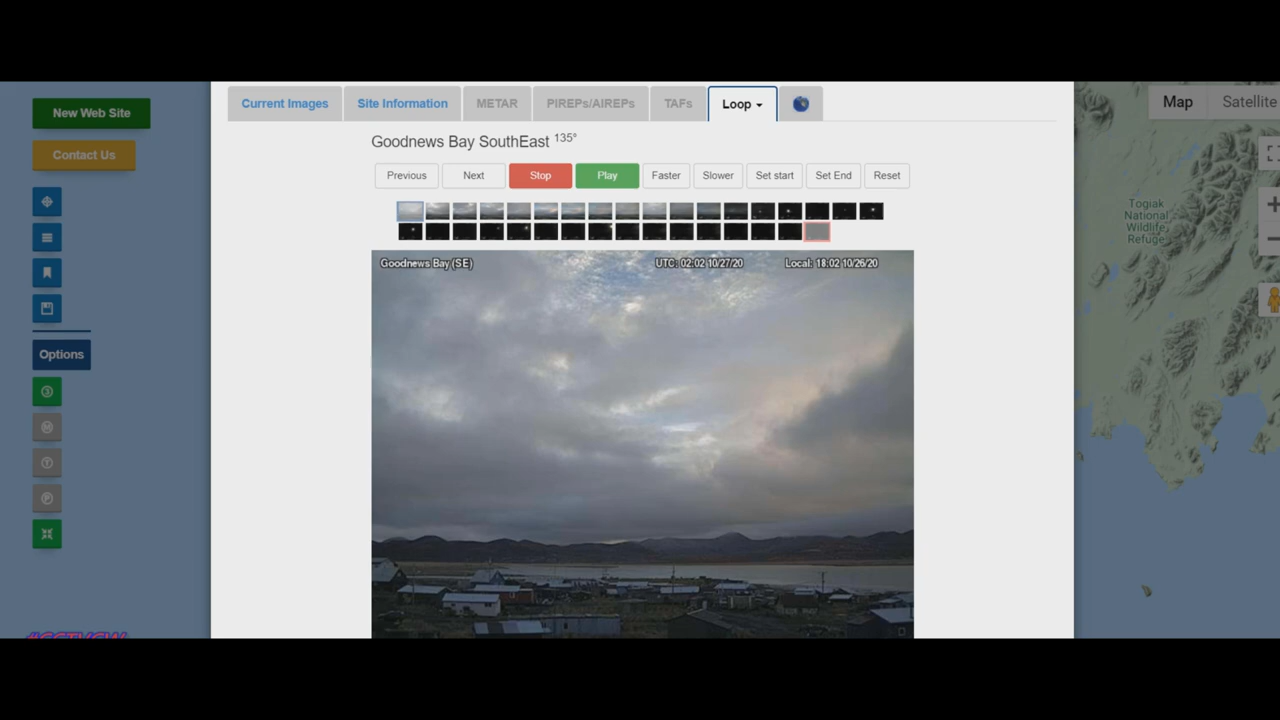 New Web Site
Contact Us
Options
Current Images
Site Information
METAR
PIREPs/AIREPs
TAFs
Loop
Goodnews Bay SouthEast 135°
Previous
Next
Stop
Play
Faster
Slower
Set start
Set End
Reset
Goodnews Bay (SE)
UTC: 02:02 10/27/20
Local: 18:02 10/26/20
Map
Satellite
Togiak
National
Wildlife
Refuge